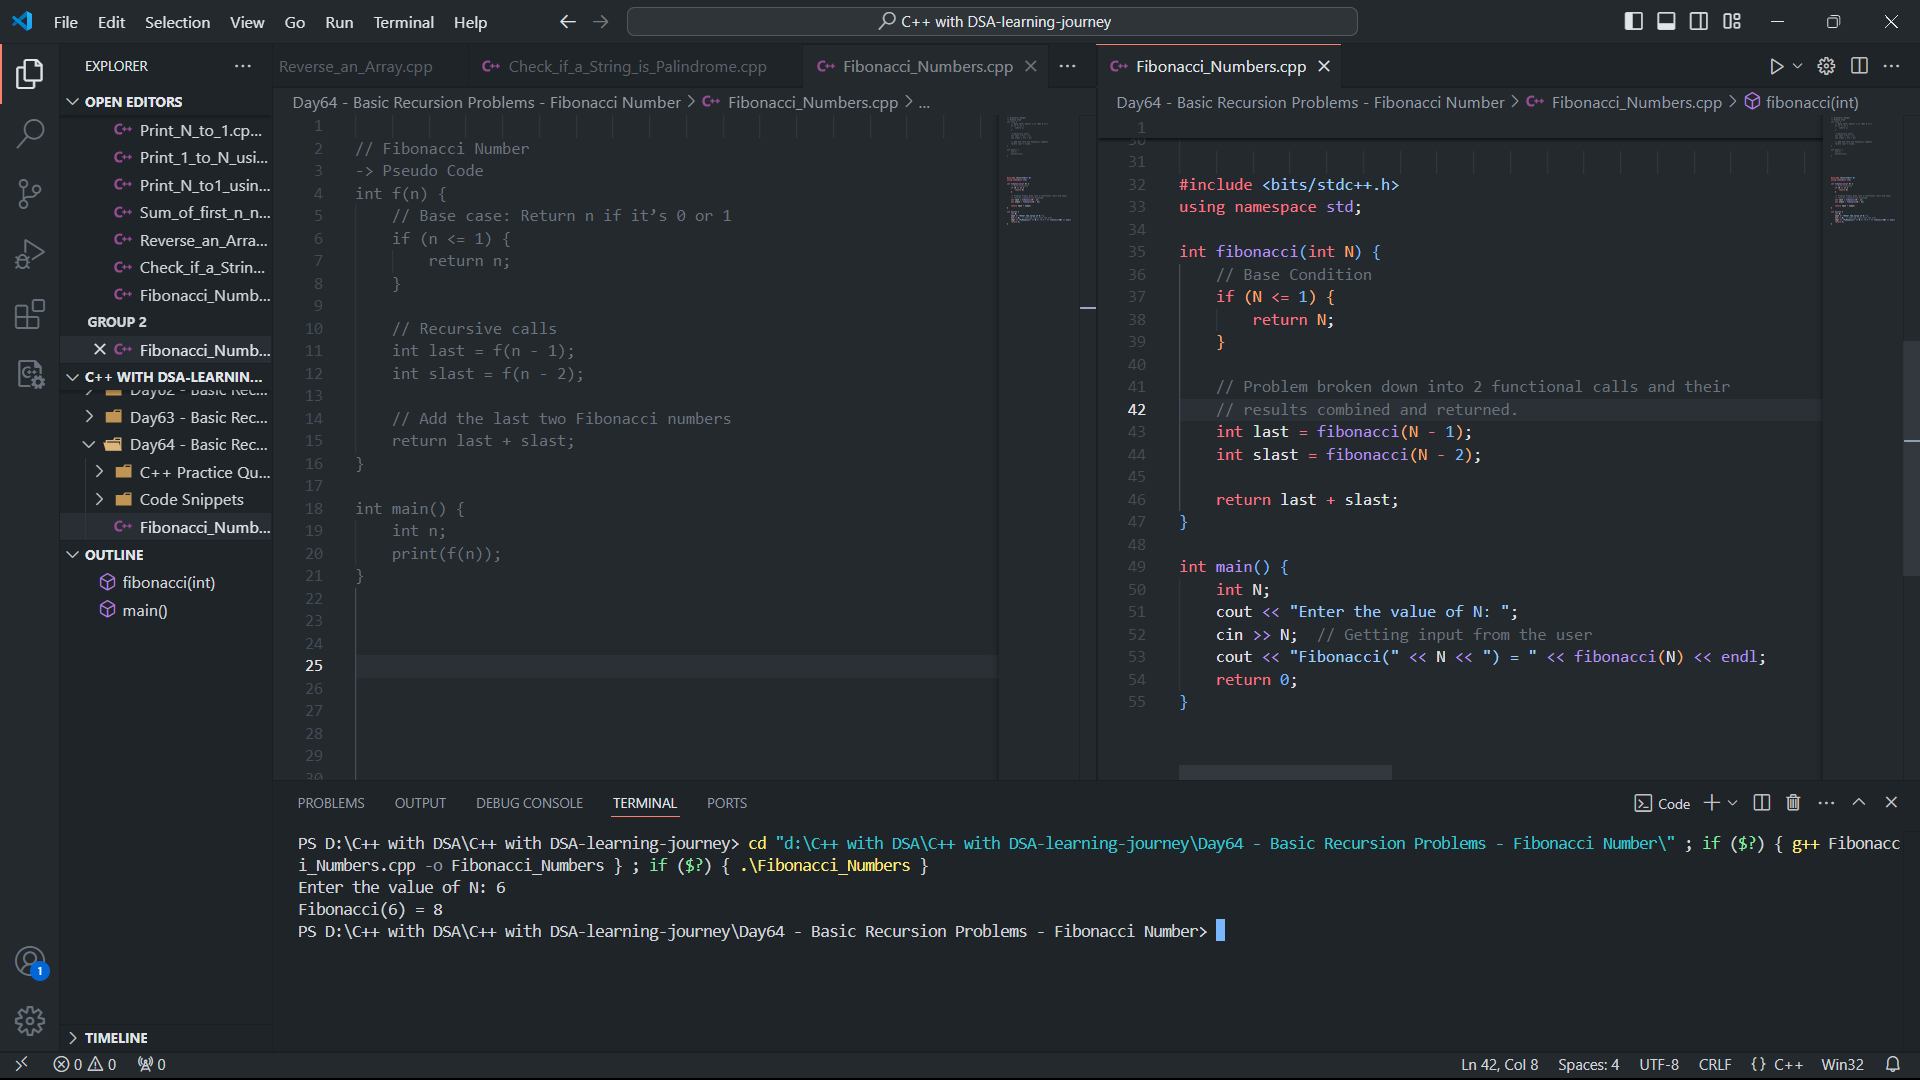 File Edit Selection View Go Run Terminal Help
C++ with DSA-learning-journey
EXPLORER
OPEN EDITORS
Print_N_to_1.cp...
Print_1_to_N_usi...
Print_N_to1_usin...
Sum_of_first_n_n...
Reverse_an_Arra...
Check_if_a_Strin...
Fibonacci_Numb...
GROUP 2
Fibonacci_Numb...
C++ WITH DSA-LEARNIN...
Day62 - Basic Rec...
Day63 - Basic Rec...
Day64 - Basic Rec...
C++ Practice Qu...
Code Snippets
Fibonacci_Numb...
OUTLINE
fibonacci(int)
main()
TIMELINE
1
Reverse_an_Array.cpp
Check_if_a_String_is_Palindrome.cpp
Fibonacci_Numbers.cpp
Day64 - Basic Recursion Problems - Fibonacci Number > Fibonacci_Numbers.cpp > ...
1
2 // Fibonacci Number
3 -> Pseudo Code
4 int f(n) {
5 // Base case: Return n if it’s 0 or 1
6 if (n <= 1) {
7 return n;
8 }
9
10 // Recursive calls
11 int last = f(n - 1);
12 int slast = f(n - 2);
13
14 // Add the last two Fibonacci numbers
15 return last + slast;
16 }
17
18 int main() {
19 int n;
20 print(f(n));
21 }
22
23
24
25
26
27
28
29
30
Fibonacci_Numbers.cpp
Day64 - Basic Recursion Problems - Fibonacci Number > Fibonacci_Numbers.cpp > fibonacci(int)
1
30
31
32 #include <bits/stdc++.h>
33 using namespace std;
34
35 int fibonacci(int N) {
36 // Base Condition
37 if (N <= 1) {
38 return N;
39 }
40
41 // Problem broken down into 2 functional calls and their
42 // results combined and returned.
43 int last = fibonacci(N - 1);
44 int slast = fibonacci(N - 2);
45
46 return last + slast;
47 }
48
49 int main() {
50 int N;
51 cout << "Enter the value of N: ";
52 cin >> N; // Getting input from the user
53 cout << "Fibonacci(" << N << ") = " << fibonacci(N) << endl;
54 return 0;
55 }
PROBLEMS OUTPUT DEBUG CONSOLE TERMINAL PORTS
Code
PS D:\C++ with DSA\C++ with DSA-learning-journey> cd "d:\C++ with DSA\C++ with DSA-learning-journey\Day64 - Basic Recursion Problems - Fibonacci Number\" ; if ($?) { g++ Fibonacc
i_Numbers.cpp -o Fibonacci_Numbers } ; if ($?) { .\Fibonacci_Numbers }
Enter the value of N: 6
Fibonacci(6) = 8
PS D:\C++ with DSA\C++ with DSA-learning-journey\Day64 - Basic Recursion Problems - Fibonacci Number>
0 0 0
Ln 42, Col 8 Spaces: 4 UTF-8 CRLF {} C++ Win32